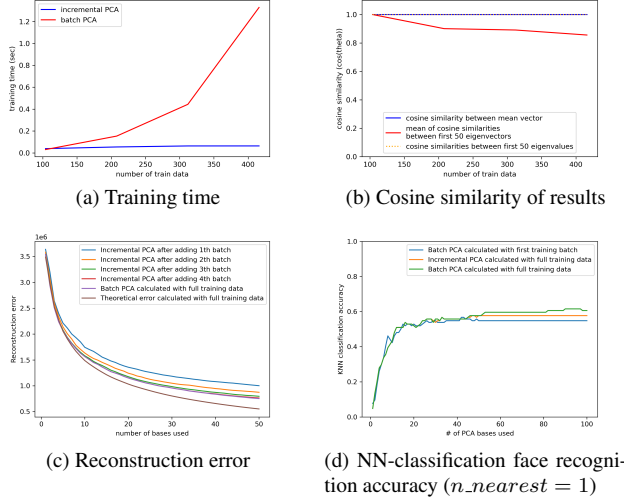 incremental PCA
batch PCA
1.2
1.0
0.8
0.6
0.4
0.2
0.0
training time (sec)
100 150 200 250 300 350 400
number of train data
(a) Training time
1.0
0.8
0.6
0.4
0.2
0.0
cosine similarity (cos(theta))
cosine similarity between mean vector
mean of cosine similarities
between first 50 eigenvectors
cosine similarities between first 50 eigenvalues
100 150 200 250 300 350 400
number of train data
(b) Cosine similarity of results
1e6
3.5
3.0
2.5
2.0
1.5
1.0
0.5
Reconstruction error
Incremental PCA after adding 1th batch
Incremental PCA after adding 2th batch
Incremental PCA after adding 3th batch
Incremental PCA after adding 4th batch
Batch PCA calculated with full training data
Theoretical error calculated with full training data
0 10 20 30 40 50
number of bases used
(c) Reconstruction error
1.0
0.8
0.6
0.4
0.2
0.0
KNN classification accuracy
Batch PCA calculated with first training batch
Incremental PCA calculated with full training data
Batch PCA calculated with full training data
0 20 40 60 80 100
# of PCA bases used
(d) NN-classification face recogni-
tion accuracy (n_nearest = 1)